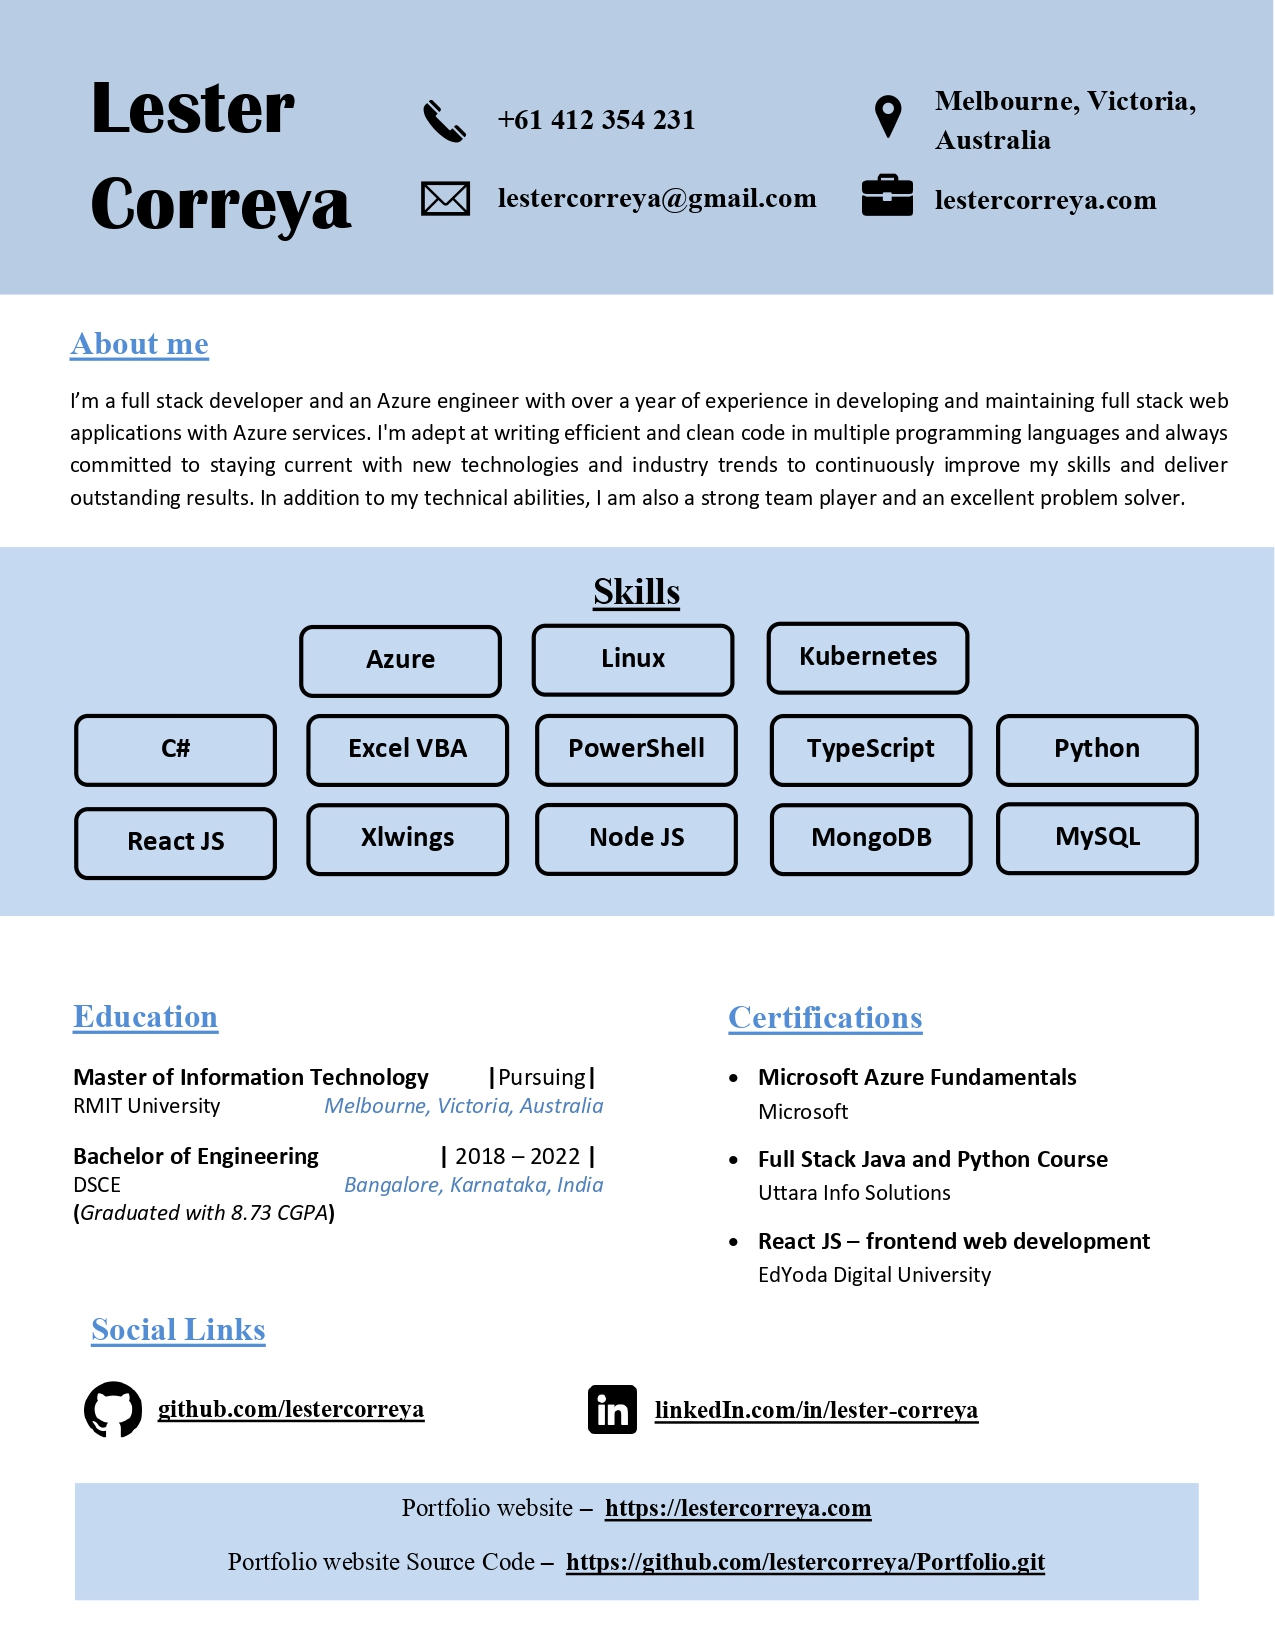 Lester
Correya
+61 412 354 231
lestercorreya@gmail.com
Melbourne, Victoria,
Australia
lestercorreya.com
About me
I’m a full stack developer and an Azure engineer with over a year of experience in developing and maintaining full stack web
applications with Azure services. I'm adept at writing efficient and clean code in multiple programming languages and always
committed to staying current with new technologies and industry trends to continuously improve my skills and deliver
outstanding results. In addition to my technical abilities, I am also a strong team player and an excellent problem solver.
Skills
Azure Linux Kubernetes
C# Excel VBA PowerShell TypeScript Python
React JS Xlwings Node JS MongoDB MySQL
Education
Master of Information Technology |Pursuing|
RMIT University Melbourne, Victoria, Australia
Bachelor of Engineering | 2018 – 2022 |
DSCE Bangalore, Karnataka, India
(Graduated with 8.73 CGPA)
Certifications
• Microsoft Azure Fundamentals
Microsoft
• Full Stack Java and Python Course
Uttara Info Solutions
• React JS – frontend web development
EdYoda Digital University
Social Links
github.com/lestercorreya
in linkedIn.com/in/lester-correya
Portfolio website – https://lestercorreya.com
Portfolio website Source Code – https://github.com/lestercorreya/Portfolio.git